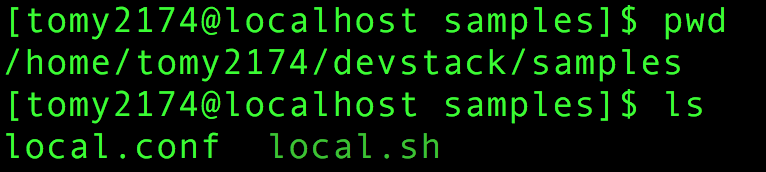 [tomy2174@localhost samples]$ pwd
/home/tomy2174/devstack/samples
[tomy2174@localhost samples]$ ls
local.conf  local.sh